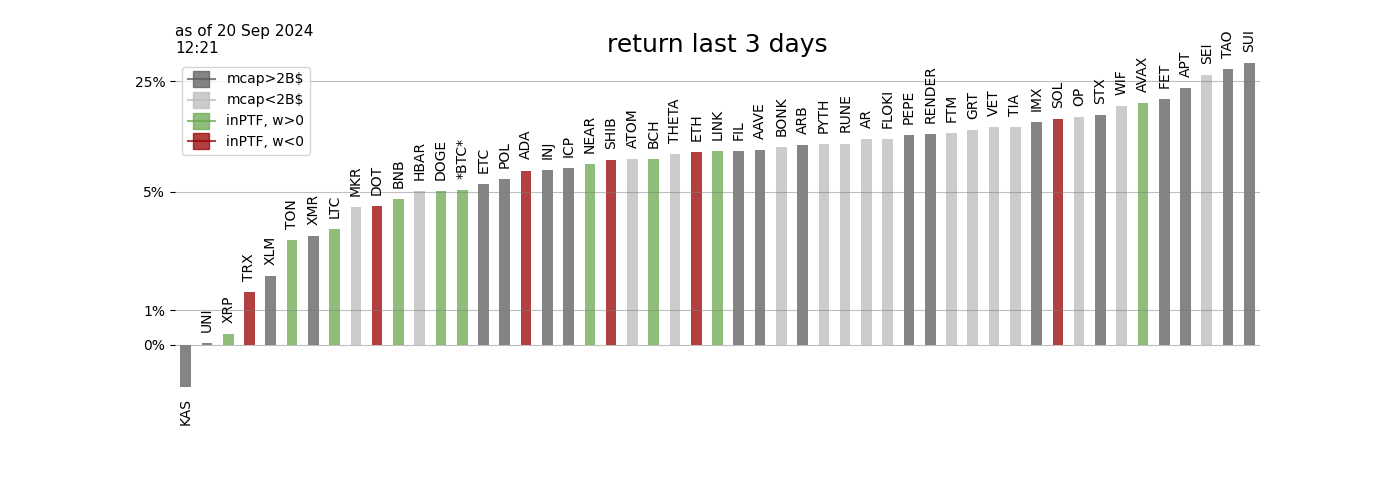 as of 20 Sep 2024
12:21
return last 3 days
mcap>2B$
mcap<2B$
inPTF, w>0
inPTF, w<0
25%
5%
1%
0%
KAS
UNI
XRP
TRX
XLM
TON
XMR
LTC
MKR
DOT
BNB
HBAR
DOGE
*BTC*
ETC
POL
ADA
INJ
ICP
NEAR
SHIB
ATOM
BCH
THETA
ETH
LINK
FIL
AAVE
BONK
ARB
PYTH
RUNE
AR
FLOKI
PEPE
RENDER
FTM
GRT
VET
TIA
IMX
SOL
OP
STX
WIF
AVAX
FET
APT
SEI
TAO
SUI